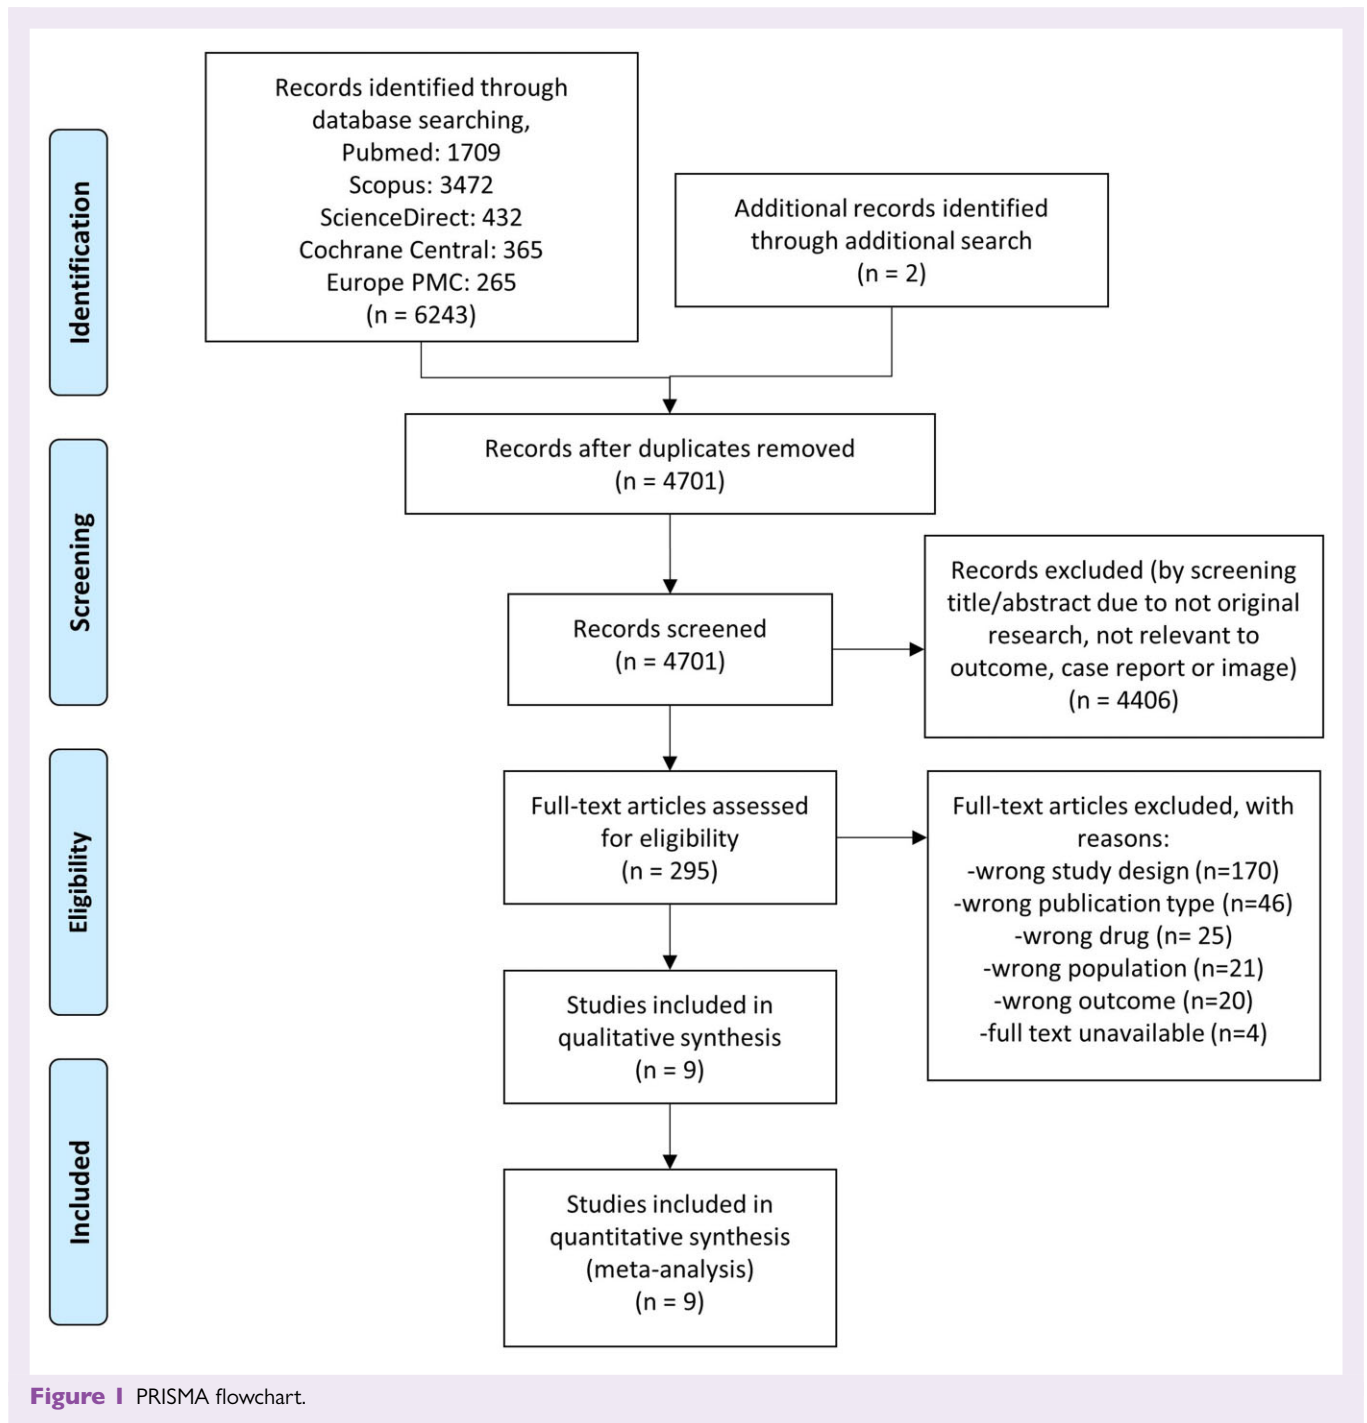 Identification
Records identified through
database searching,
Pubmed: 1709
Scopus: 3472
ScienceDirect: 432
Cochrane Central: 365
Europe PMC: 265
(n = 6243)
Additional records identified
through additional search
(n = 2)
Screening
Records after duplicates removed
(n = 4701)
Records screened
(n = 4701)
Records excluded (by screening
title/abstract due to not original
research, not relevant to
outcome, case report or image)
(n = 4406)
Eligibility
Full-text articles assessed
for eligibility
(n = 295)
Full-text articles excluded, with
reasons:
-wrong study design (n=170)
-wrong publication type (n=46)
-wrong drug (n= 25)
-wrong population (n=21)
-wrong outcome (n=20)
-full text unavailable (n=4)
Studies included in
qualitative synthesis
(n = 9)
Included
Studies included in
quantitative synthesis
(meta-analysis)
(n = 9)
Figure 1 PRISMA flowchart.